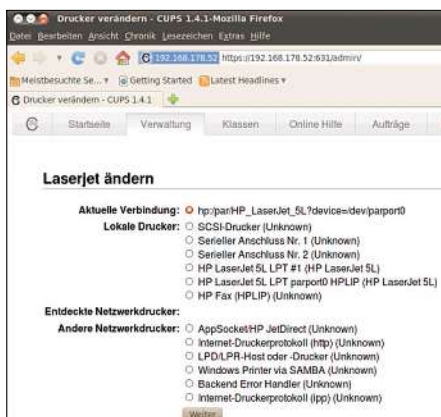 Drucker verändern - CUPS 1.4.1-Mozilla Firefox
Datei Bearbeiten Ansicht Chronik Lesezeichen Extras Hilfe
192.168.178.52 https://192.168.178.52:631/admin/
Meistbesuchte Se... Getting Started Latest Headlines
Drucker verändern - CUPS 1.4.1
Startseite Verwaltung Klassen Online Hilfe Aufträge
Laserjet ändern
Aktuelle Verbindung: hp:/par/HP_LaserJet_5L?device=/dev/parport0
Lokale Drucker: SCSI-Drucker (Unknown)
Serieller Anschluss Nr. 1 (Unknown)
Serieller Anschluss Nr. 2 (Unknown)
HP LaserJet 5L LPT #1 (HP LaserJet 5L)
HP LaserJet 5L LPT parport0 HPLIP (HP LaserJet 5L)
HP Fax (HPLIP) (Unknown)
Entdeckte Netzwerkdrucker:
Andere Netzwerkdrucker: AppSocket/HP JetDirect (Unknown)
Internet-Druckerprotokoll (http) (Unknown)
LPD/LPR-Host oder -Drucker (Unknown)
Windows Printer via SAMBA (Unknown)
Backend Error Handler (Unknown)
Internet-Druckerprotokoll (ipp) (Unknown)
Weiter